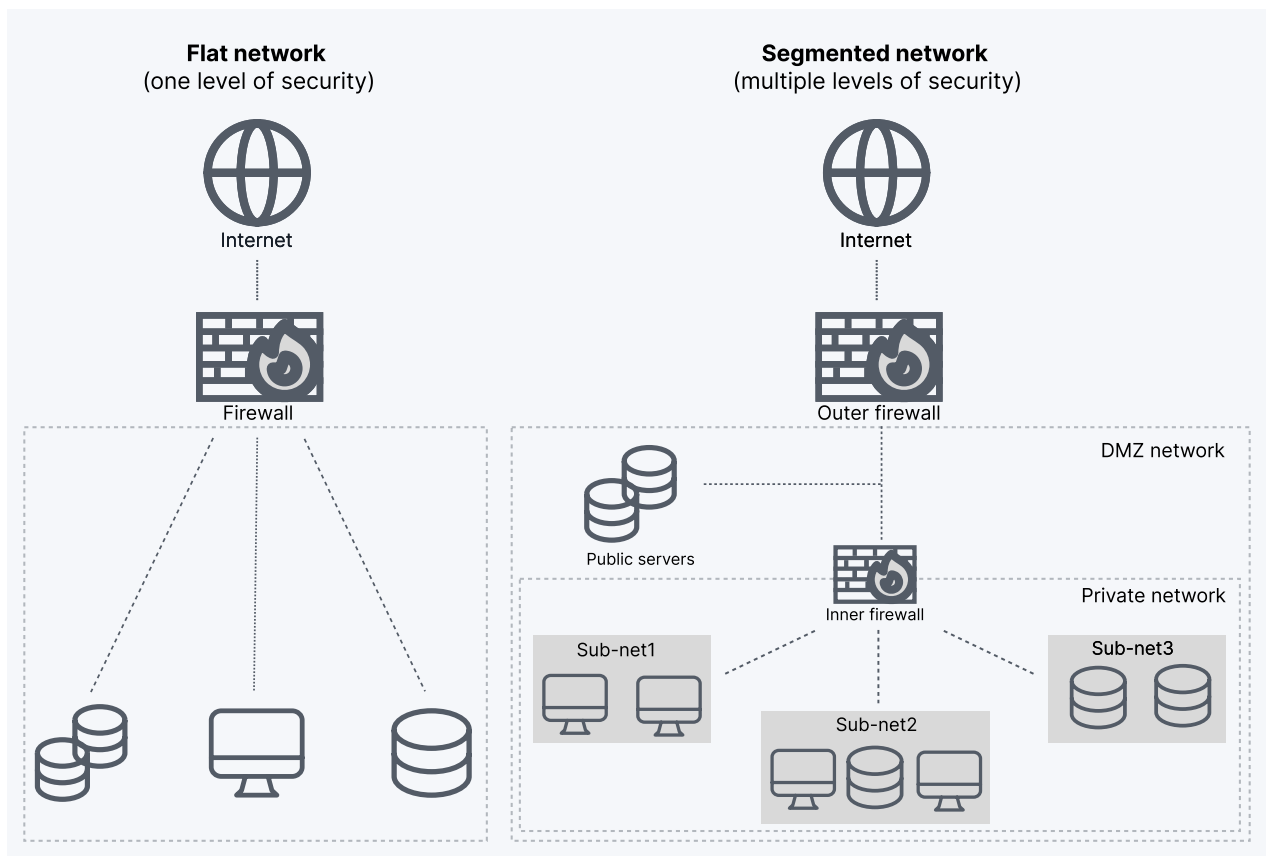 Flat network
(one level of security)
Internet
Firewall
Segmented network
(multiple levels of security)
Internet
Outer firewall
DMZ network
Public servers
Private network
Inner firewall
Sub-net1
Sub-net2
Sub-net3